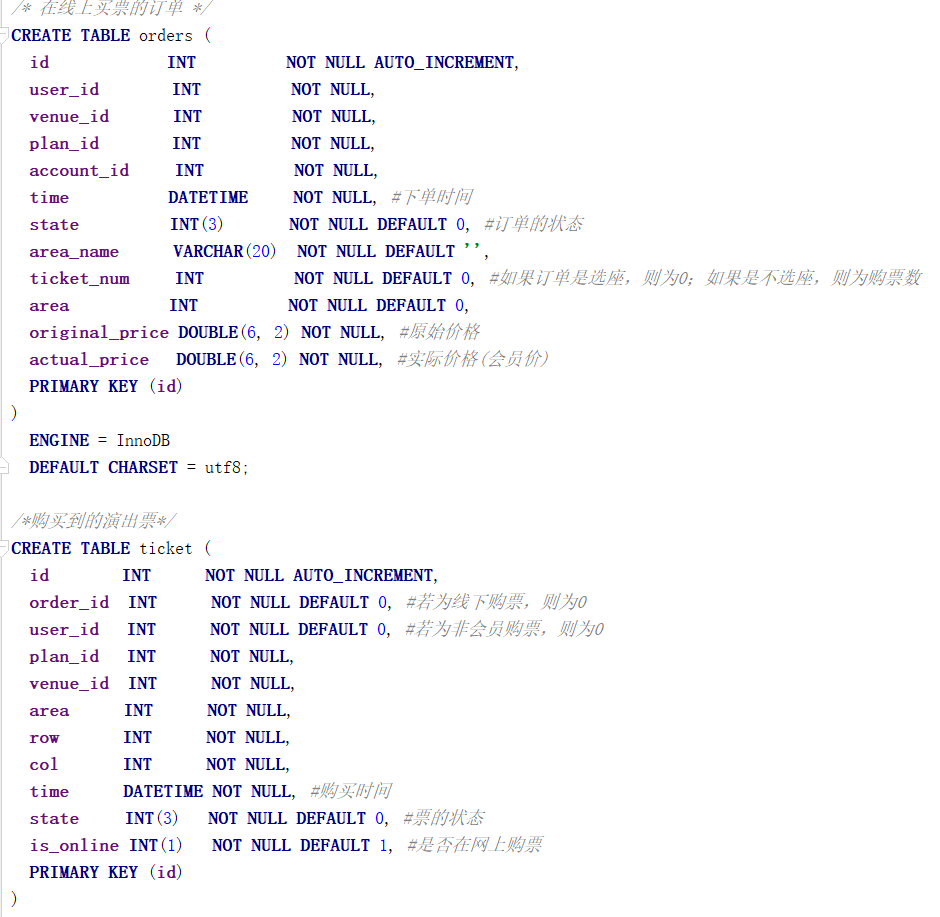 /* 在线上买票的订单 */
CREATE TABLE orders (
id INT NOT NULL AUTO_INCREMENT,
user_id INT NOT NULL,
venue_id INT NOT NULL,
plan_id INT NOT NULL,
account_id INT NOT NULL,
time DATETIME NOT NULL, #下单时间
state INT(3) NOT NULL DEFAULT 0, #订单的状态
area_name VARCHAR(20) NOT NULL DEFAULT '',
ticket_num INT NOT NULL DEFAULT 0, #如果订单是选座，则为0；如果是不选座，则为购票数
area INT NOT NULL DEFAULT 0,
original_price DOUBLE(6, 2) NOT NULL, #原始价格
actual_price DOUBLE(6, 2) NOT NULL, #实际价格(会员价)
PRIMARY KEY (id)
)
ENGINE = InnoDB
DEFAULT CHARSET = utf8;
/*购买到的演出票*/
CREATE TABLE ticket (
id INT NOT NULL AUTO_INCREMENT,
order_id INT NOT NULL DEFAULT 0, #若为线下购票，则为0
user_id INT NOT NULL DEFAULT 0, #若为非会员购票，则为0
plan_id INT NOT NULL,
venue_id INT NOT NULL,
area INT NOT NULL,
row INT NOT NULL,
col INT NOT NULL,
time DATETIME NOT NULL, #购买时间
state INT(3) NOT NULL DEFAULT 0, #票的状态
is_online INT(1) NOT NULL DEFAULT 1, #是否在网上购票
PRIMARY KEY (id)
)